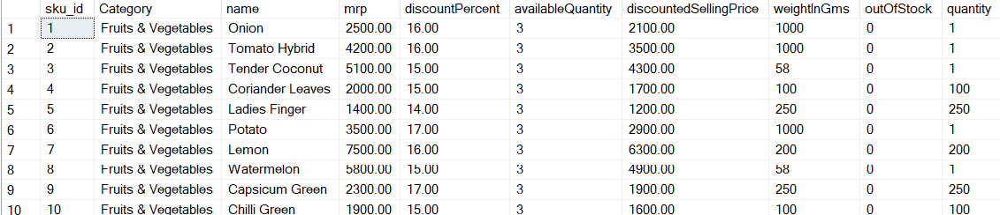 sku_id Category name mrp discountPercent availableQuantity discountedSellingPrice weightInGms outOfStock quantity
1 1 Fruits & Vegetables Onion 2500.00 16.00 3 2100.00 1000 0 1
2 2 Fruits & Vegetables Tomato Hybrid 4200.00 16.00 3 3500.00 1000 0 1
3 3 Fruits & Vegetables Tender Coconut 5100.00 15.00 3 4300.00 58 0 1
4 4 Fruits & Vegetables Coriander Leaves 2000.00 15.00 3 1700.00 100 0 100
5 5 Fruits & Vegetables Ladies Finger 1400.00 14.00 3 1200.00 250 0 250
6 6 Fruits & Vegetables Potato 3500.00 17.00 3 2900.00 1000 0 1
7 7 Fruits & Vegetables Lemon 7500.00 16.00 3 6300.00 200 0 200
8 8 Fruits & Vegetables Watermelon 5800.00 15.00 3 4900.00 58 0 1
9 9 Fruits & Vegetables Capsicum Green 2300.00 17.00 3 1900.00 250 0 250
10 10 Fruits & Vegetables Chilli Green 1900.00 15.00 3 1600.00 100 0 100